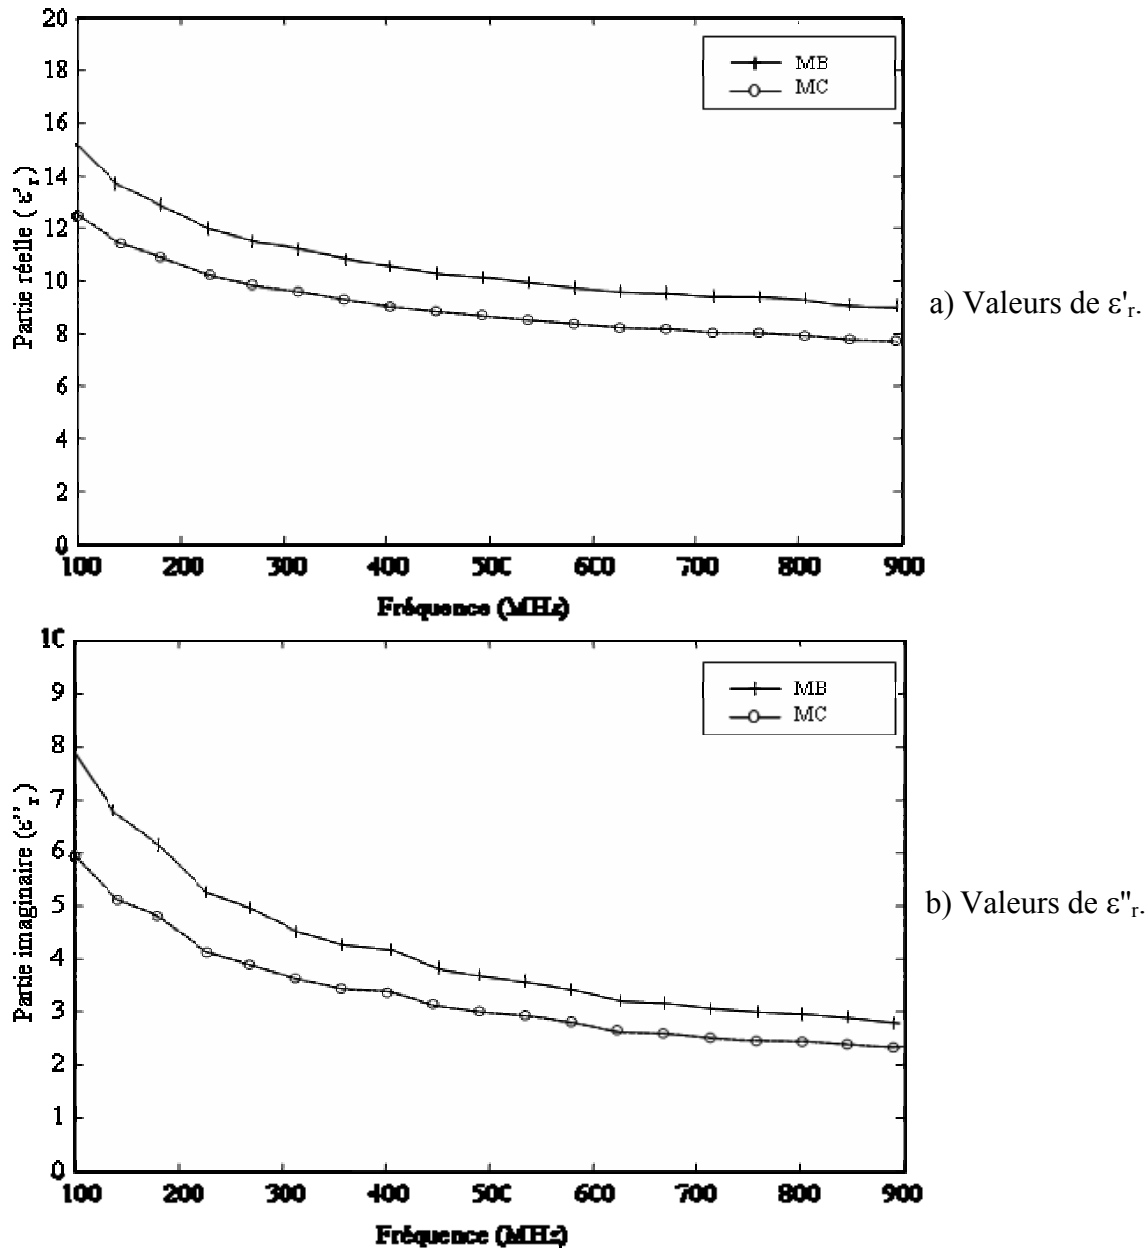 20
18
16
14
12
10
8
6
4
2
0
Partie réelle (ε'r)
MB
MC
100 200 300 400 500 600 700 800 900
Fréquence (MHz)
a) Valeurs de ε'r.
10
9
8
7
6
5
4
3
2
1
0
Partie imaginaire (ε''r)
MB
MC
100 200 300 400 500 600 700 800 900
Fréquence (MHz)
b) Valeurs de ε"r.